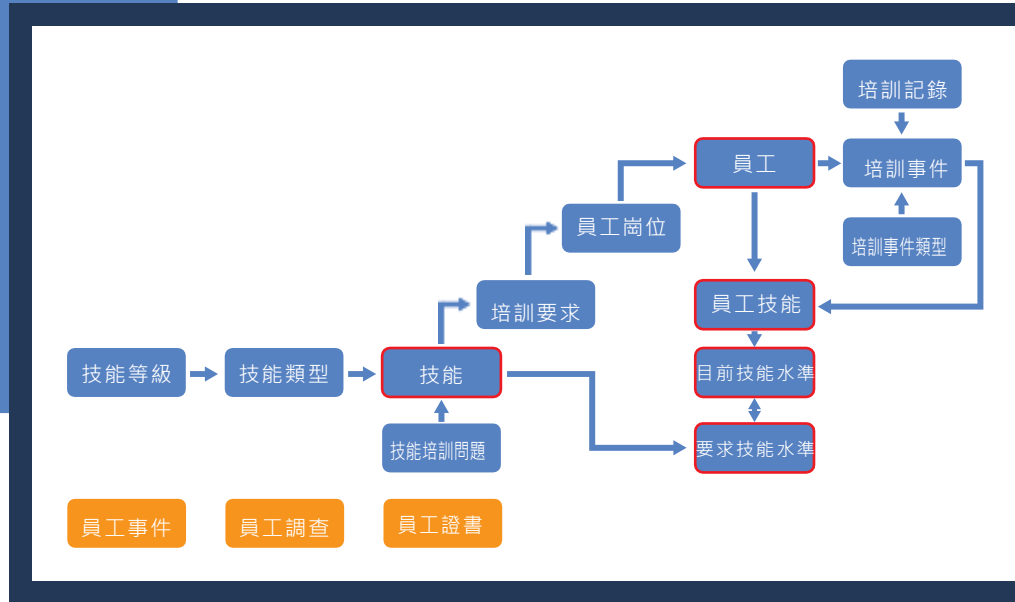 培訓記錄
員工
培訓事件
員工崗位
培訓事件類型
培訓要求
員工技能
技能等級
技能類型
技能
目前技能水準
技能培訓問題
要求技能水準
員工事件
員工調查
員工證書